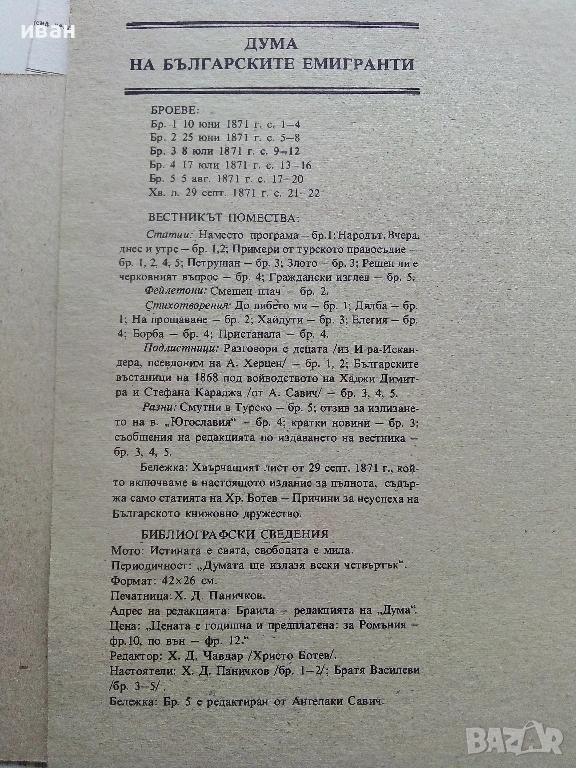 иван
ДУМА
НА БЪЛГАРСКИТЕ ЕМИГРАНТИ
БРОЕВЕ:
Бр. 1 10 юни 1871 г. с. 1—4
Бр. 2 25 юни 1871 г. с. 5—8
Бр. 3 8 юли 1871 г. с. 9—12
Бр. 4 17 юли 1871 г. с. 13—16
Бр. 5 5 авг. 1871 г. с. 17—20
Хв. л. 29 септ. 1871 г. с. 21—22
ВЕСТНИКЪТ ПОМЕСТВА:
Статии: Наместо програма — бр.1; Народът. Вчера,
днес и утре — бр. 1,2; Примери от турското правосъдие —
бр. 1, 2, 4, 5; Петрушан — бр. 3; Злото — бр. 3; Решен ли е
черковният въпрос — бр. 4; Граждански изглед — бр. 5.
Фейлетони: Смешен плач — бр. 2.
Стихотворения: До либето ми — бр. 1; Дялба — бр.
1; На прощаване — бр. 2; Хайдути — бр. 3; Елегия — бр.
4; Борба — бр. 4; Пристанала — бр. 4.
Подлистници: Разговори с децата /из И-ра-Искан-
дера, псевдоним на А. Херцен/ — бр. 1, 2; Българските
въстаници на 1868 под войводството на Хаджи Димит-
ра и Стефана Караджа /от А. Савич/ — бр. 3, 4, 5.
Разни: Смутни в Турско — бр. 5; отзив за излизане-
то на в. „Югославия“ — бр. 4; кратки новини — бр. 3;
съобщения на редакцията по издаването на вестника —
бр. 3, 4, 5.
Бележка: Хвърчащият лист от 29 септ. 1871 г., кой-
то включваме в настоящото издание за пълнота, съдър-
жа само статията на Хр. Ботев — Причини за неуспеха на
Българското книжовно дружество.
БИБЛИОГРАФСКИ СВЕДЕНИЯ
Мото: Истината е свята, свободата е мила.
Периодичност: „Думата ще излазя всеки четвъртък“.
Формат: 42×26 см.
Печатница: Х. Д. Паничков.
Адрес на редакцията: Браила — редакцията на „Дума“.
Цена: „Цената е годишна и предплатена: за Ромъния —
фр.10, по вън — фр. 12.“
Редактор: Х. Д. Чавдар /Христо Ботев/.
Настоятели: Х. Д. Паничков /бр. 1—2/; Братя Василеви
/бр. 3—5/.
Бележка: Бр. 5 е редактиран от Ангелаки Савич.
BAZAR
.bg